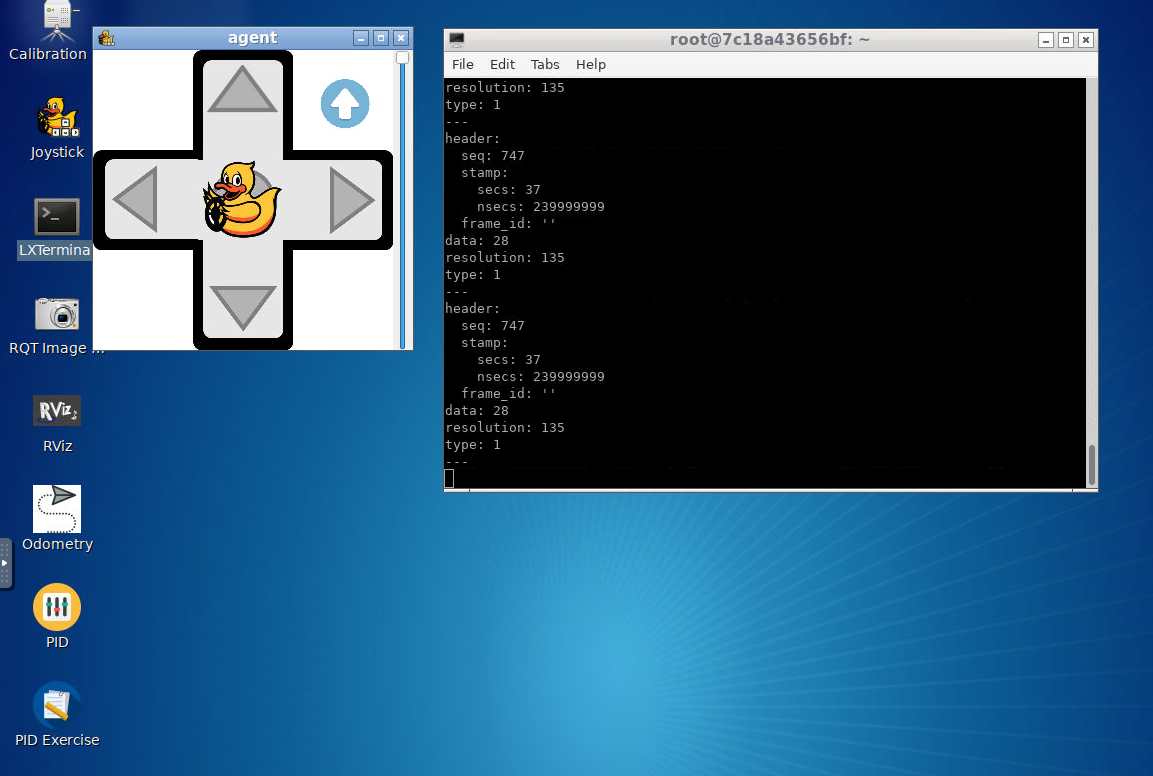 Calibration
Joystick
LXTermina
RQT Image ...
RViz
RViz
Odometry
PID
PID Exercise
agent
root@7c18a43656bf: ~
File Edit Tabs Help
resolution: 135
type: 1
---
header:
  seq: 747
  stamp:
    secs: 37
    nsecs: 239999999
  frame_id: ''
data: 28
resolution: 135
type: 1
---
header:
  seq: 747
  stamp:
    secs: 37
    nsecs: 239999999
  frame_id: ''
data: 28
resolution: 135
type: 1
---